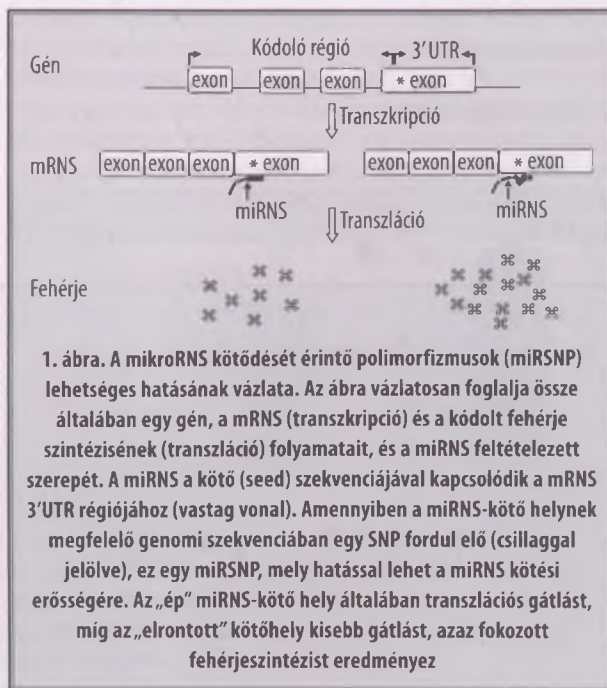 Kódoló régió 3'UTR
Gén
exon exon exon * exon
Transzkripció
mRNS exon exon exon * exon exon exon exon * exon
miRNS miRNS
Transzláció
Fehérje
1. ábra. A mikroRNS kötődését érintő polimorfizmusok (miRSNP)
lehetséges hatásának vázlata. Az ábra vázlatosan foglalja össze
általában egy gén, a mRNS (transzkripció) és a kódolt fehérje
szintézisének (transzláció) folyamatait, és a miRNS feltételezett
szerepét. A miRNS a kötő (seed) szekvenciájával kapcsolódik a mRNS
3'UTR régiójához (vastag vonal). Amennyiben a miRNS-kötő helynek
megfelelő genomi szekvenciában egy SNP fordul elő (csillaggal
jelölve), ez egy miRSNP, mely hatással lehet a miRNS kötési
erősségére. Az „ép” miRNS-kötő hely általában transzlációs gátlást,
míg az „elrontott” kötőhely kisebb gátlást, azaz fokozott
fehérjeszintézist eredményez